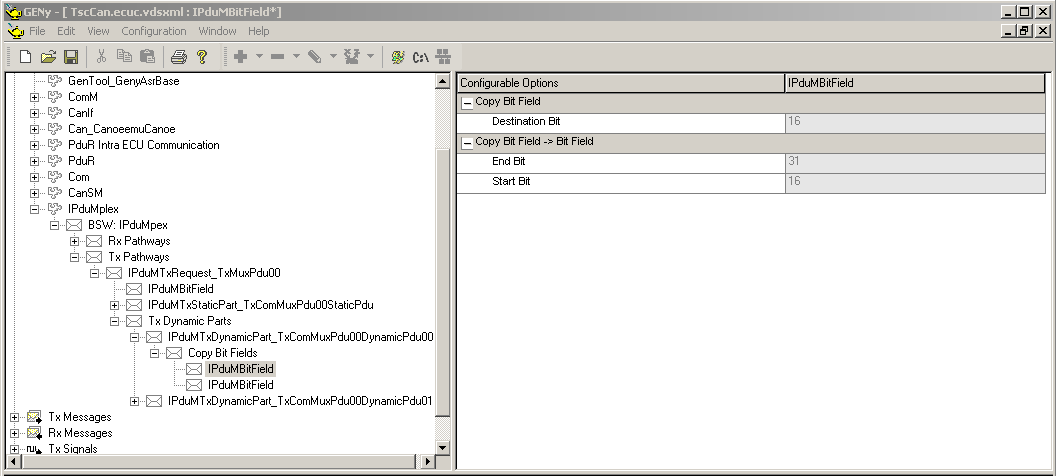 GENy - [ TscCan.ecuc.vdsxml : IPduMBitField*]
File Edit View Configuration Window Help
C:\
GenTool_GenyAsrBase
ComM
CanIf
Can_CanoeemuCanoe
PduR Intra ECU Communication
PduR
Com
CanSM
IPduMplex
BSW: IPduMpex
Rx Pathways
Tx Pathways
IPduMTxRequest_TxMuxPdu00
IPduMBitField
IPduMTxStaticPart_TxComMuxPdu00StaticPdu
Tx Dynamic Parts
IPduMTxDynamicPart_TxComMuxPdu00DynamicPdu00
Copy Bit Fields
IPduMBitField
IPduMBitField
IPduMTxDynamicPart_TxComMuxPdu00DynamicPdu01
Tx Messages
Rx Messages
Tx Signals
Configurable Options IPduMBitField
Copy Bit Field
Destination Bit 16
Copy Bit Field -> Bit Field
End Bit 31
Start Bit 16